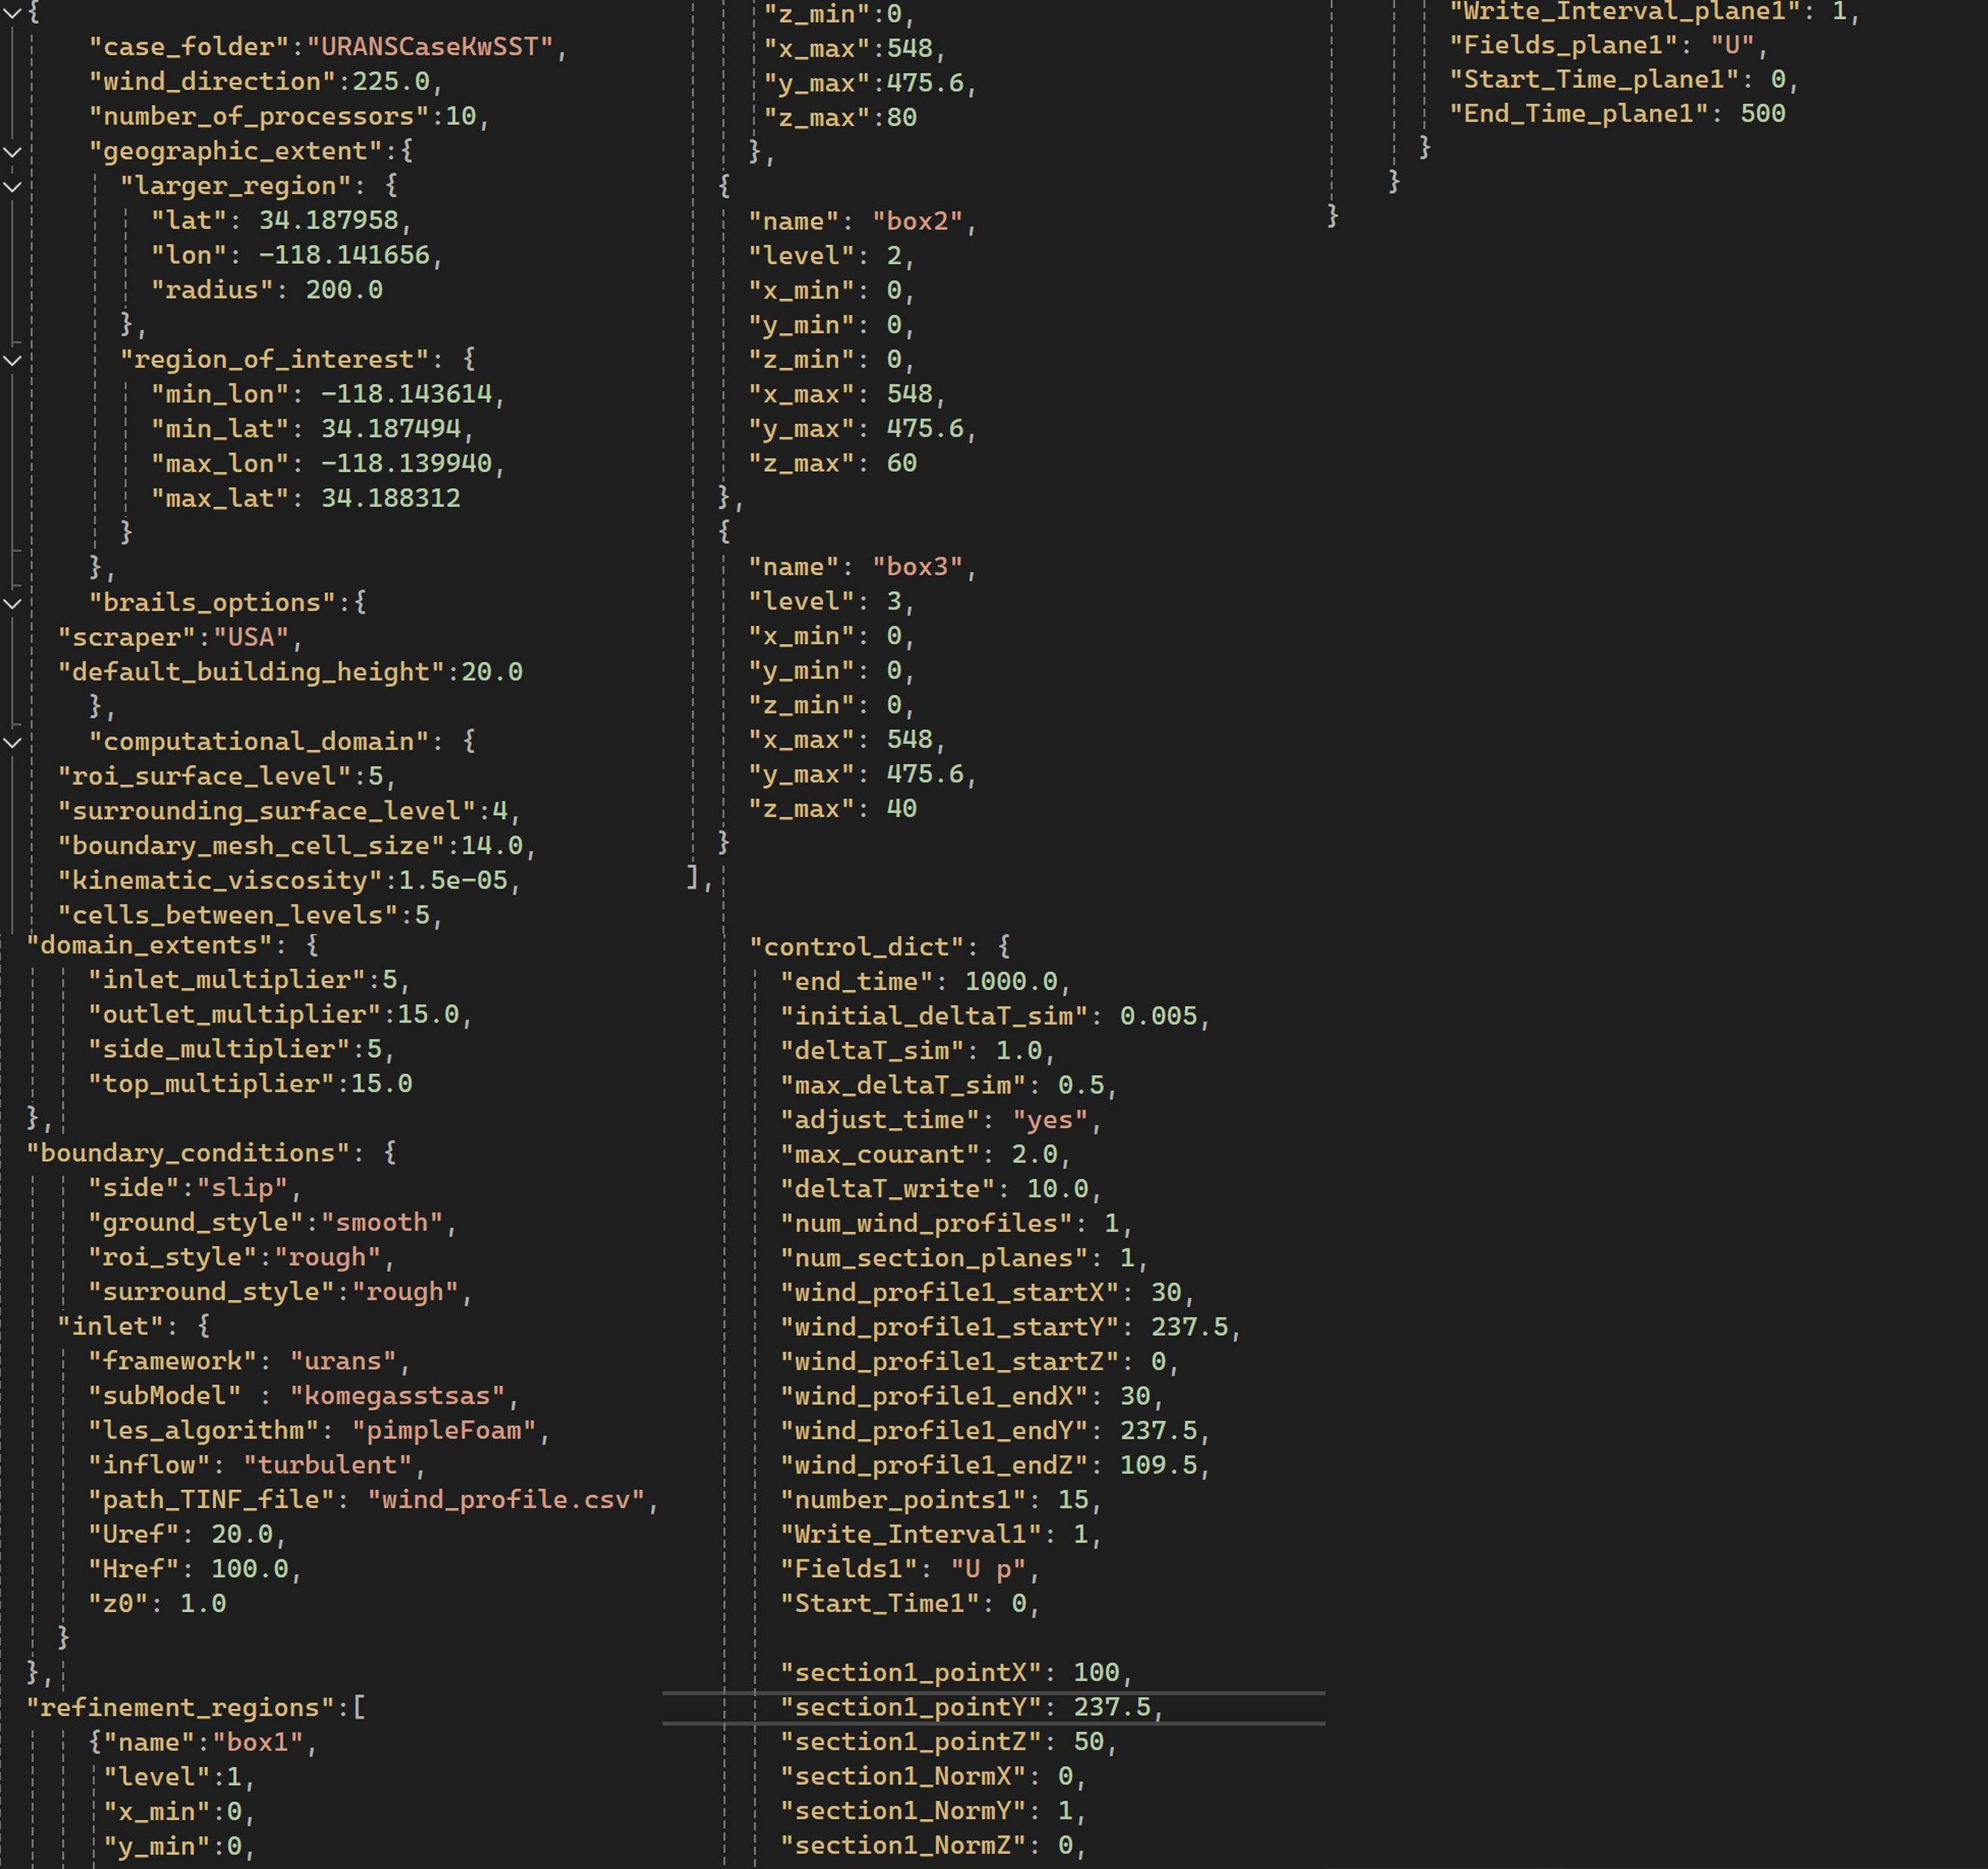 {
"case_folder":"URANSCaseKwSST",
"wind_direction":225.0,
"number_of_processors":10,
"geographic_extent":{
"larger_region": {
"lat": 34.187958,
"lon": -118.141656,
"radius": 200.0
},
"region_of_interest": {
"min_lon": -118.143614,
"min_lat": 34.187494,
"max_lon": -118.139940,
"max_lat": 34.188312
}
},
"brails_options":{
"scraper":"USA",
"default_building_height":20.0
},
"computational_domain": {
"roi_surface_level":5,
"surrounding_surface_level":4,
"boundary_mesh_cell_size":14.0,
"kinematic_viscosity":1.5e-05,
"cells_between_levels":5,
"domain_extents": {
"inlet_multiplier":5,
"outlet_multiplier":15.0,
"side_multiplier":5,
"top_multiplier":15.0
},
"boundary_conditions": {
"side":"slip",
"ground_style":"smooth",
"roi_style":"rough",
"surround_style":"rough",
"inlet": {
"framework": "urans",
"subModel" : "komegasstsas",
"les_algorithm": "pimpleFoam",
"inflow": "turbulent",
"path_TINF_file": "wind_profile.csv",
"Uref": 20.0,
"Href": 100.0,
"z0": 1.0
}
},
"refinement_regions":[
{"name":"box1",
"level":1,
"x_min":0,
"y_min":0,
"z_min":0,
"x_max":548,
"y_max":475.6,
"z_max":80
},
{
"name": "box2",
"level": 2,
"x_min": 0,
"y_min": 0,
"z_min": 0,
"x_max": 548,
"y_max": 475.6,
"z_max": 60
},
{
"name": "box3",
"level": 3,
"x_min": 0,
"y_min": 0,
"z_min": 0,
"x_max": 548,
"y_max": 475.6,
"z_max": 40
}
],
"control_dict": {
"end_time": 1000.0,
"initial_deltaT_sim": 0.005,
"deltaT_sim": 1.0,
"max_deltaT_sim": 0.5,
"adjust_time": "yes",
"max_courant": 2.0,
"deltaT_write": 10.0,
"num_wind_profiles": 1,
"num_section_planes": 1,
"wind_profile1_startX": 30,
"wind_profile1_startY": 237.5,
"wind_profile1_startZ": 0,
"wind_profile1_endX": 30,
"wind_profile1_endY": 237.5,
"wind_profile1_endZ": 109.5,
"number_points1": 15,
"Write_Interval1": 1,
"Fields1": "U p",
"Start_Time1": 0,
"section1_pointX": 100,
"section1_pointY": 237.5,
"section1_pointZ": 50,
"section1_NormX": 0,
"section1_NormY": 1,
"section1_NormZ": 0,
"Write_Interval_plane1": 1,
"Fields_plane1": "U",
"Start_Time_plane1": 0,
"End_Time_plane1": 500
}
}
}